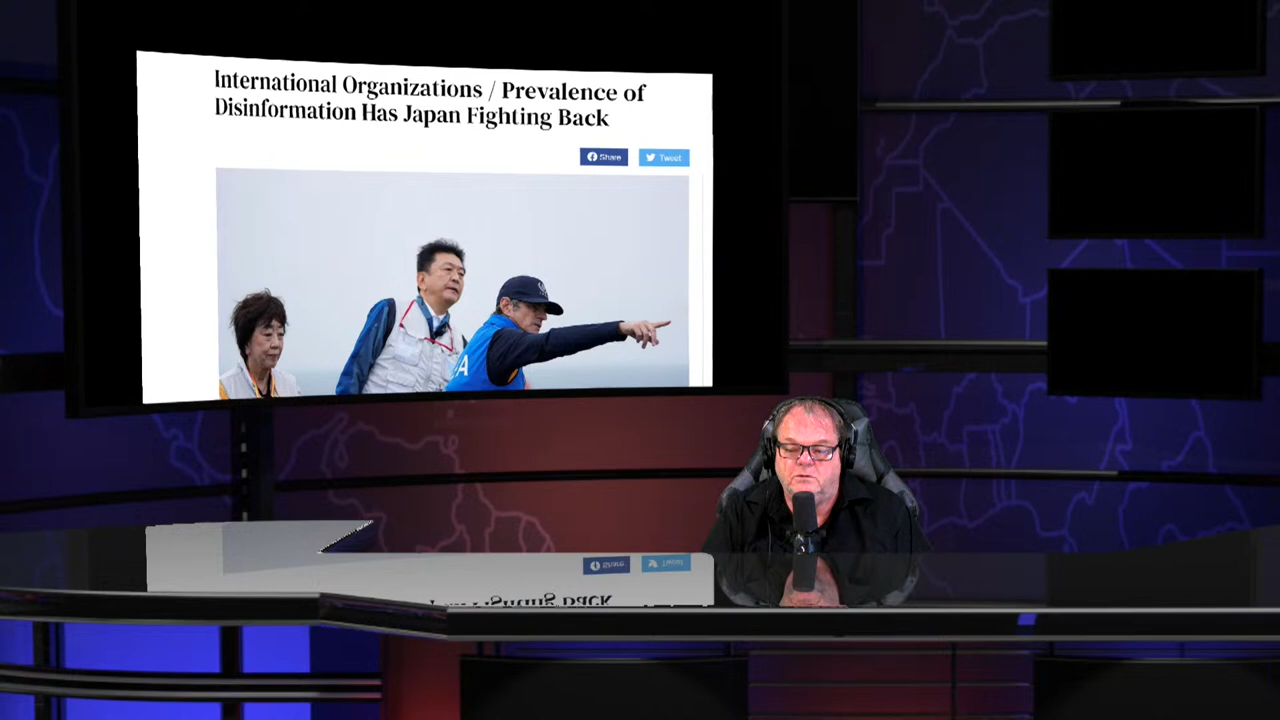 International Organizations / Prevalence of
Disinformation Has Japan Fighting Back
Share
Tweet
A